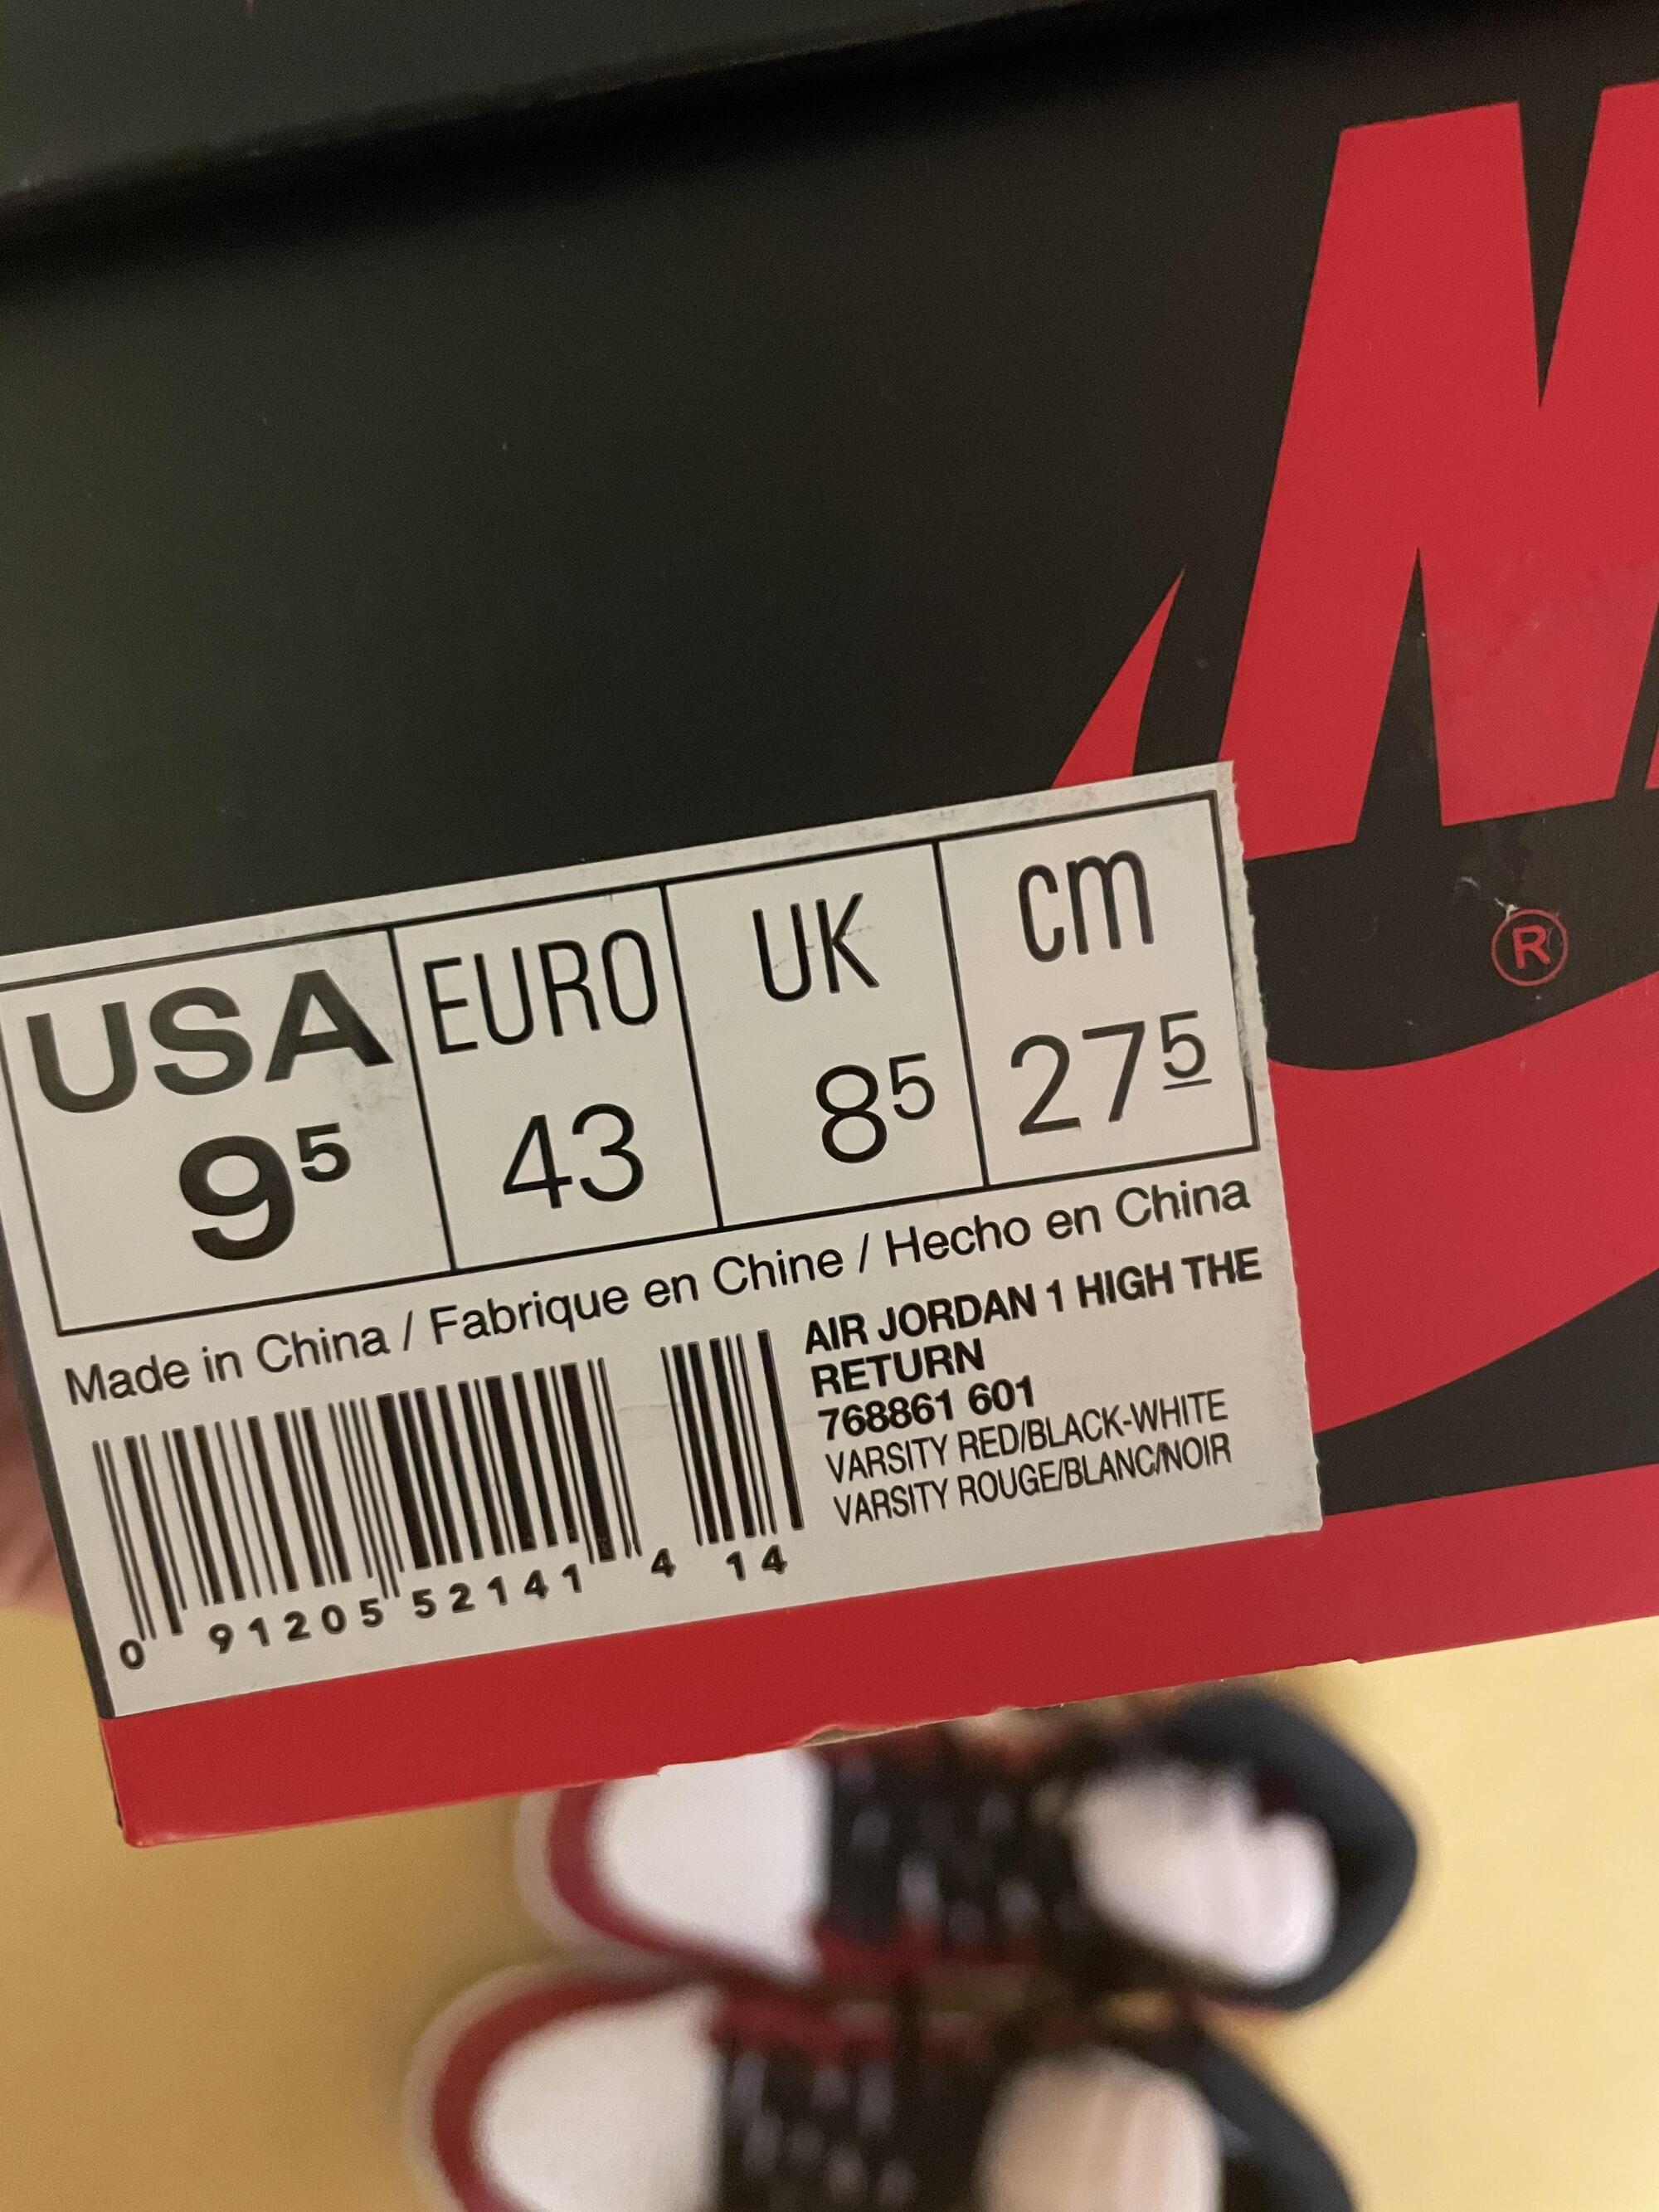 ®
USA EURO UK cm
9⁵ 43 8⁵ 27⁵
Made in China / Fabrique en Chine / Hecho en China
AIR JORDAN 1 HIGH THE
RETURN
768861 601
VARSITY RED/BLACK-WHITE
VARSITY ROUGE/BLANC/NOIR
0 91205 52141 4 14